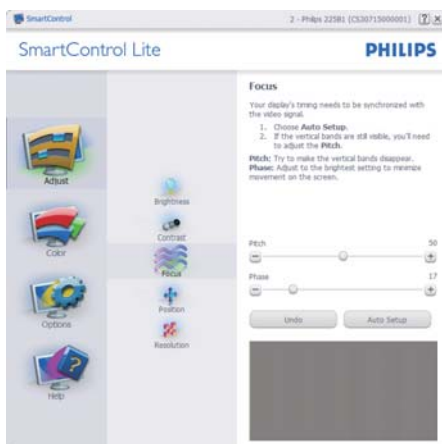 SmartControl
2 - Philips 225B1 (CS30715000001)
SmartControl Lite
PHILIPS
Focus
Your display's timing needs to be synchronized with
the video signal.
1. Choose Auto Setup.
2. If the vertical bands are still visible, you'll need
to adjust the Pitch.
Pitch: Try to make the vertical bands disappear.
Phase: Adjust to the brightest setting to minimize
movement on the screen.
Adjust
Color
Options
Help
Brightness
Contrast
Focus
Position
Resolution
Pitch 50
Phase 17
Undo Auto Setup